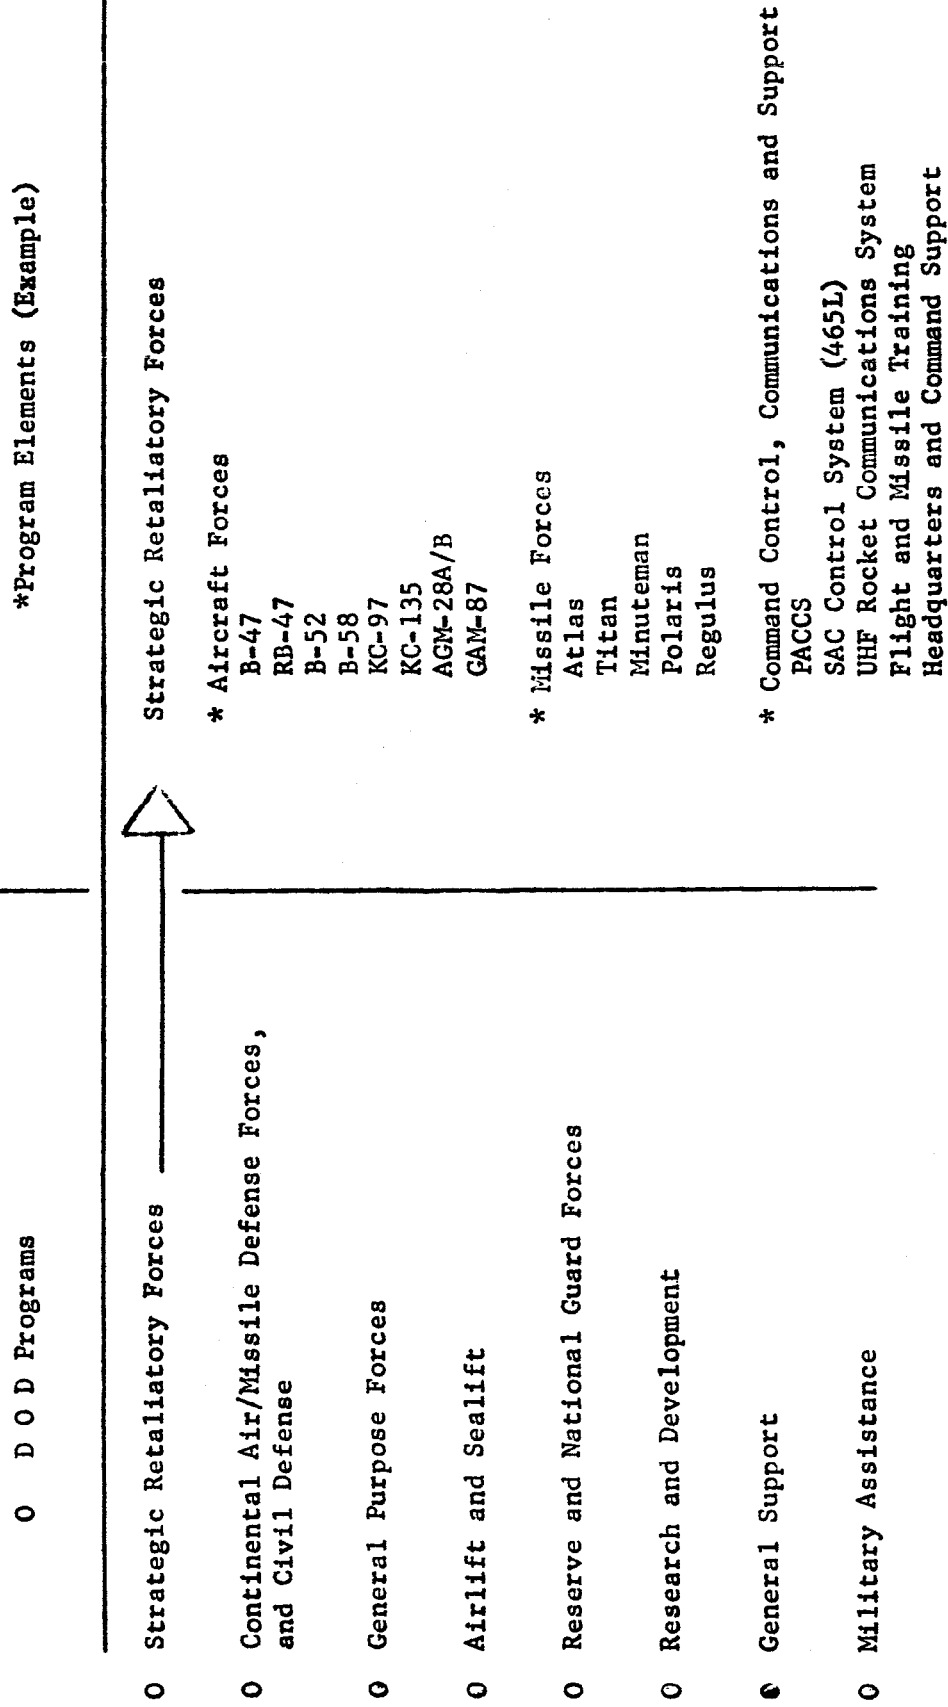 O D O D Programs
O Strategic Retaliatory Forces
O Continental Air/Missile Defense Forces,
and Civil Defense
O General Purpose Forces
O Airlift and Sealift
O Reserve and National Guard Forces
O Research and Development
O General Support
O Military Assistance
*Program Elements (Example)
Strategic Retaliatory Forces
* Aircraft Forces
B-47
RB-47
B-52
B-58
KC-97
KC-135
AGM-28A/B
GAM-87
* Missile Forces
Atlas
Titan
Minuteman
Polaris
Regulus
* Command Control, Communications and Support
PACCS
SAC Control System (465L)
UHF Rocket Communications System
Flight and Missile Training
Headquarters and Command Support